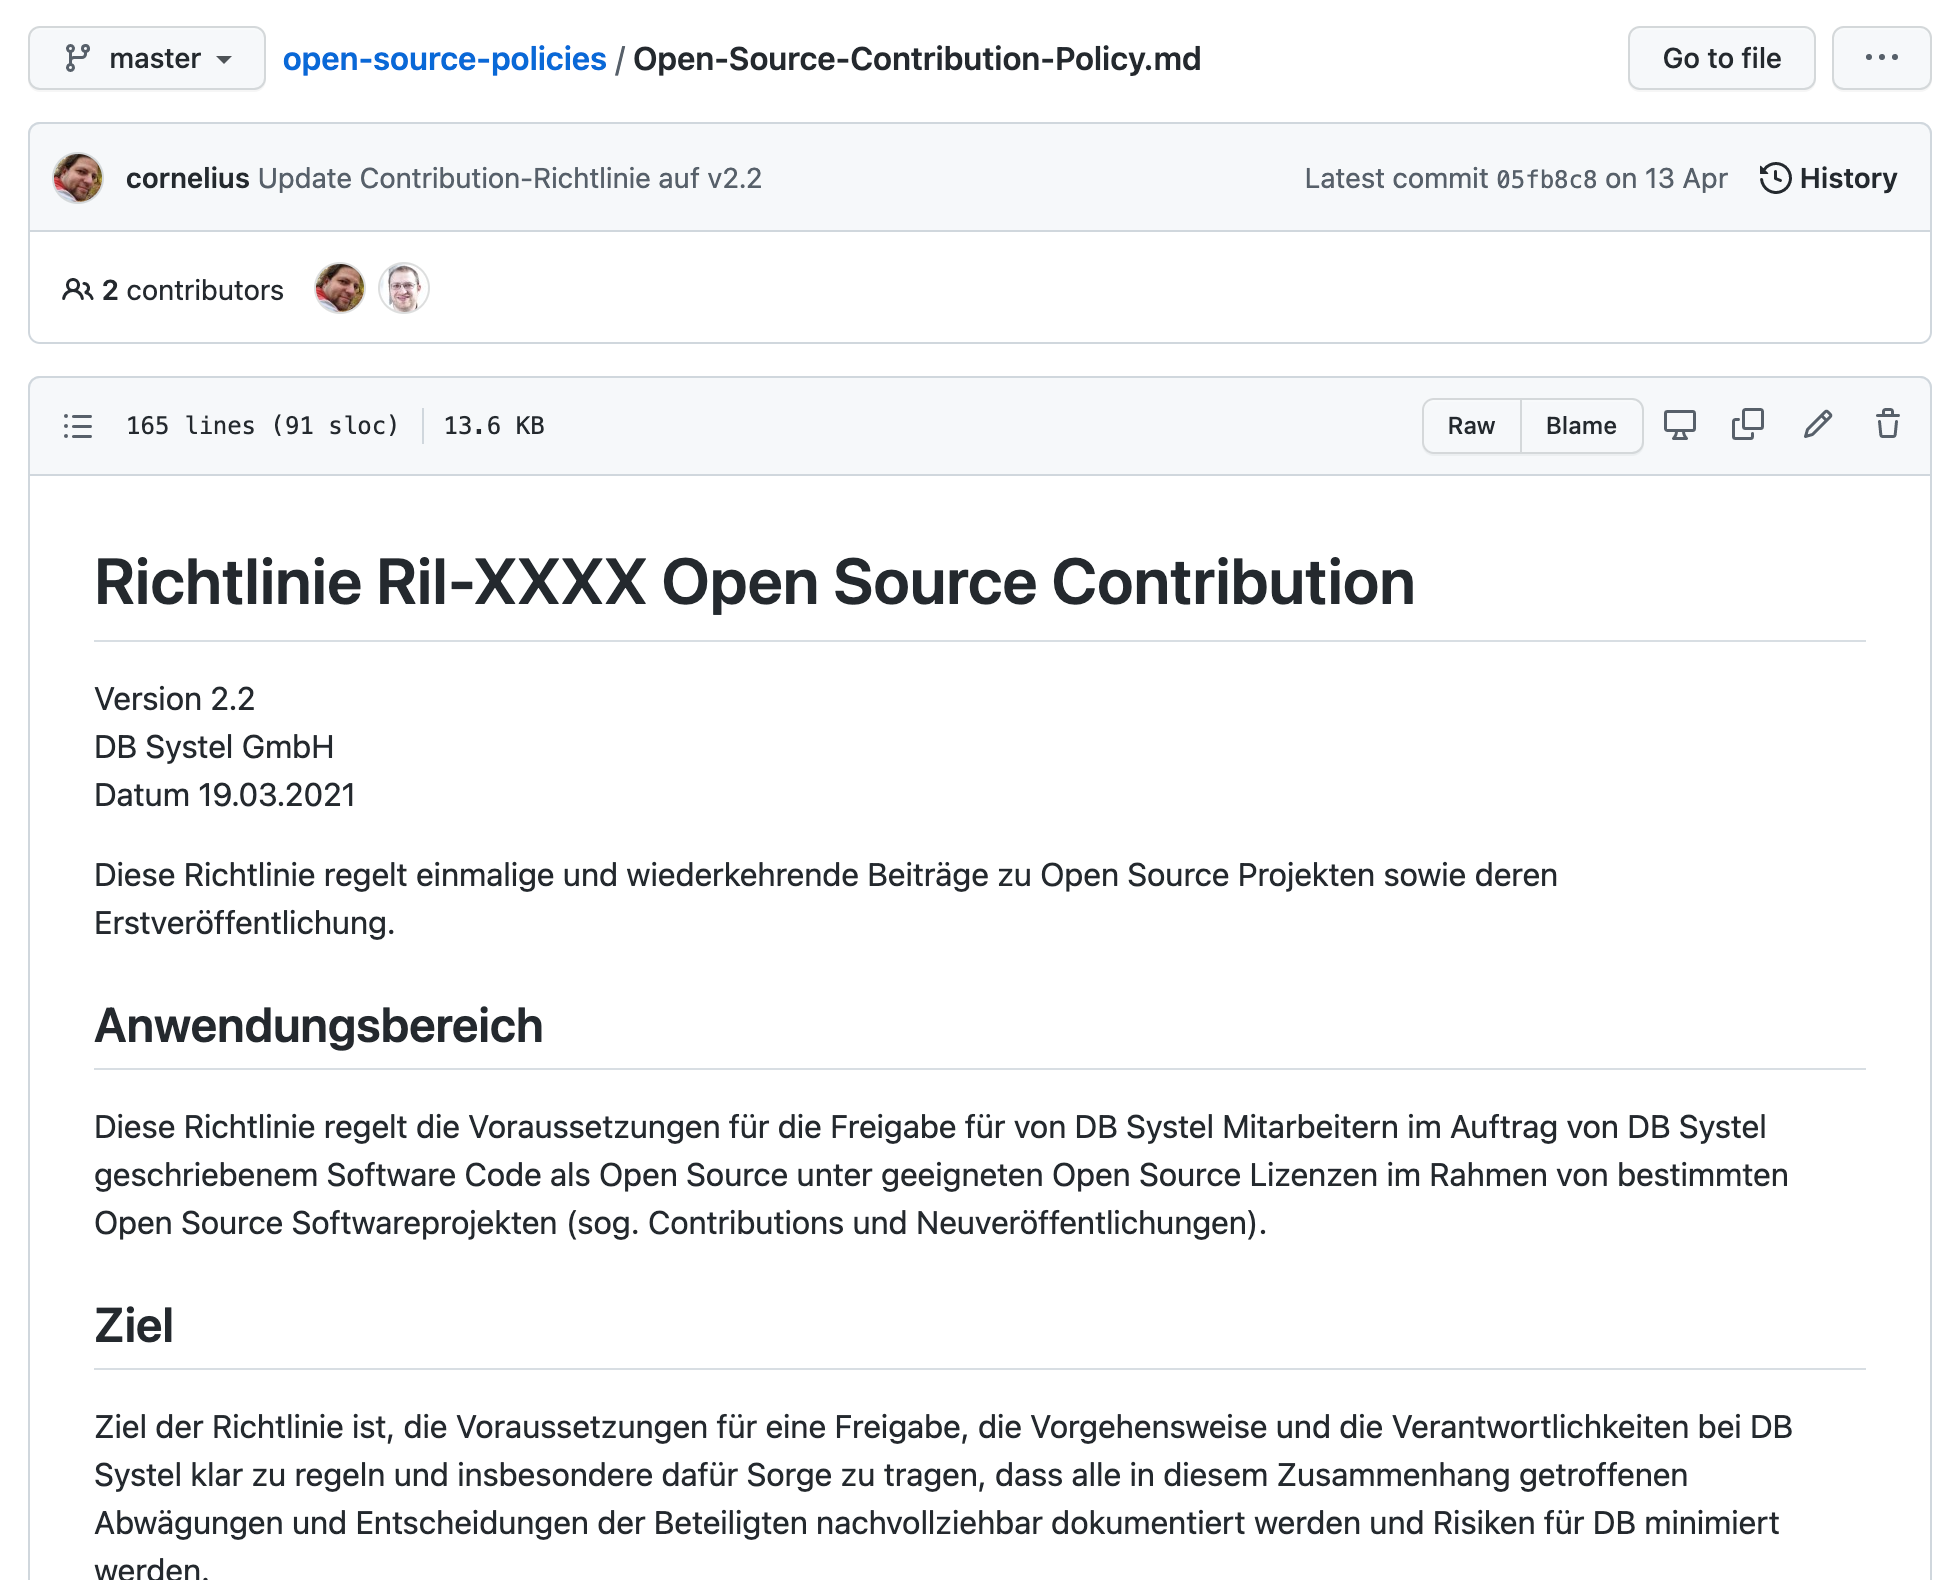 master open-source-policies / Open-Source-Contribution-Policy.md Go to file ...
cornelius Update Contribution-Richtlinie auf v2.2 Latest commit 05fb8c8 on 13 Apr History
2 contributors
165 lines (91 sloc) 13.6 KB Raw Blame
Richtlinie Ril-XXXX Open Source Contribution
Version 2.2
DB Systel GmbH
Datum 19.03.2021
Diese Richtlinie regelt einmalige und wiederkehrende Beiträge zu Open Source Projekten sowie deren
Erstveröffentlichung.
Anwendungsbereich
Diese Richtlinie regelt die Voraussetzungen für die Freigabe für von DB Systel Mitarbeitern im Auftrag von DB Systel
geschriebenem Software Code als Open Source unter geeigneten Open Source Lizenzen im Rahmen von bestimmten
Open Source Softwareprojekten (sog. Contributions und Neuveröffentlichungen).
Ziel
Ziel der Richtlinie ist, die Voraussetzungen für eine Freigabe, die Vorgehensweise und die Verantwortlichkeiten bei DB
Systel klar zu regeln und insbesondere dafür Sorge zu tragen, dass alle in diesem Zusammenhang getroffenen
Abwägungen und Entscheidungen der Beteiligten nachvollziehbar dokumentiert werden und Risiken für DB minimiert
werden.